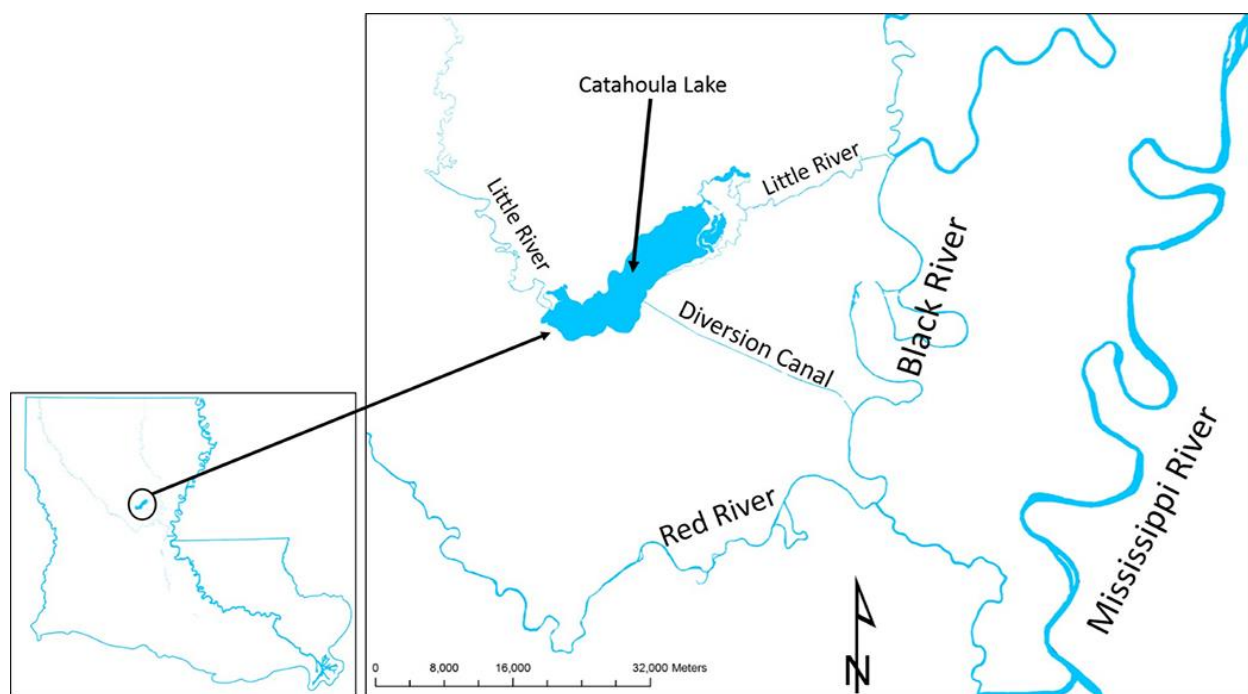 Catahoula Lake
Little River
Little River
Black River
Diversion Canal
Red River
Mississippi River
N
0 8,000 16,000 32,000 Meters